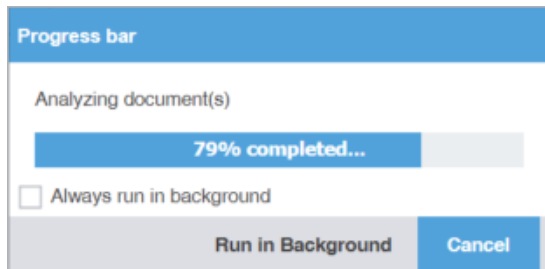 Progress bar
Analyzing document(s)
79% completed...
Always run in background
Run in Background Cancel